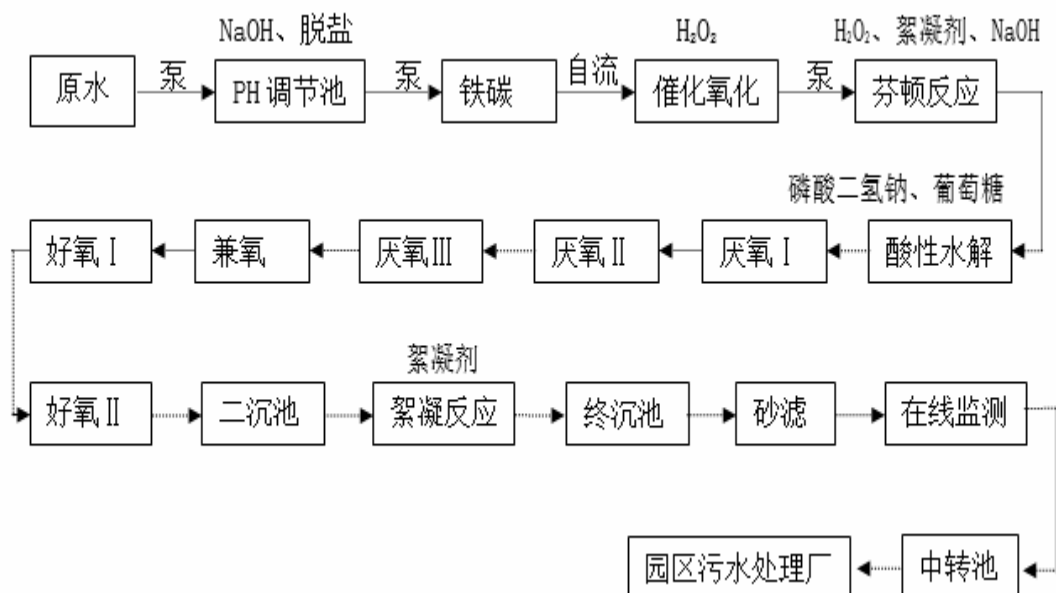 NaOH、脱盐
H₂O₂
H₂O₂、絮凝剂、NaOH
原水
泵
PH调节池
泵
铁碳
自流
催化氧化
泵
芬顿反应
磷酸二氢钠、葡萄糖
好氧Ⅰ
兼氧
厌氧Ⅲ
厌氧Ⅱ
厌氧Ⅰ
酸性水解
絮凝剂
好氧Ⅱ
二沉池
絮凝反应
终沉池
砂滤
在线监测
园区污水处理厂
中转池